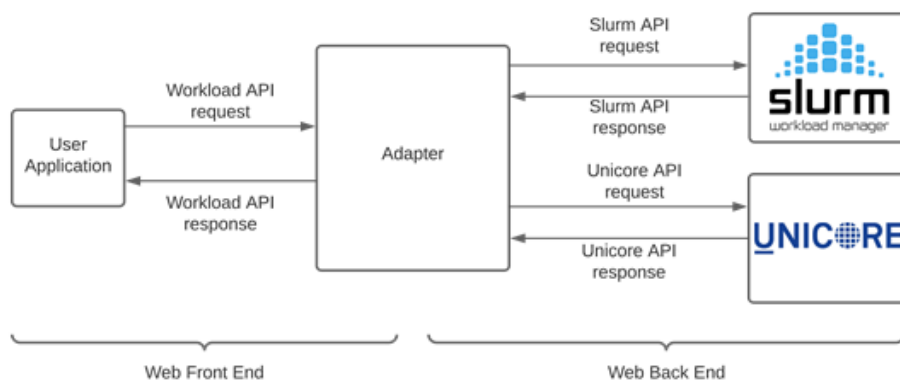 User
Application
Workload API
request
Workload API
response
Adapter
Slurm API
request
Slurm API
response
Unicore API
request
Unicore API
response
slurm
workload manager
UNICORE
Web Front End
Web Back End